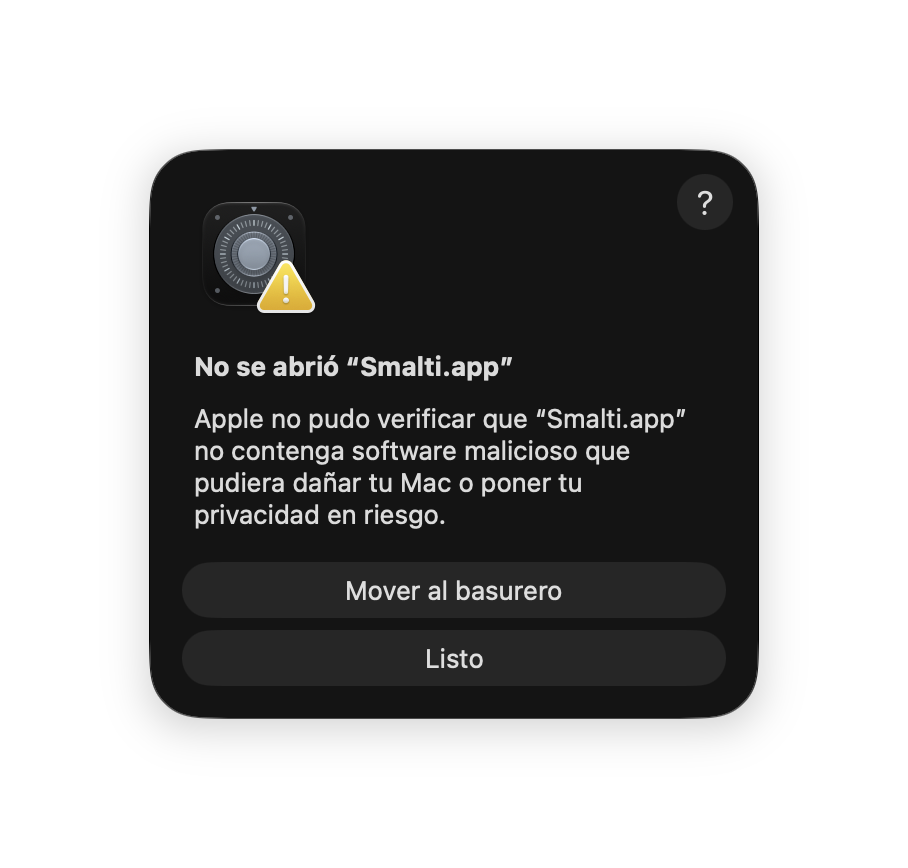 ?
No se abrió “Smalti.app”
Apple no pudo verificar que “Smalti.app”
no contenga software malicioso que
pudiera dañar tu Mac o poner tu
privacidad en riesgo.
Mover al basurero
Listo